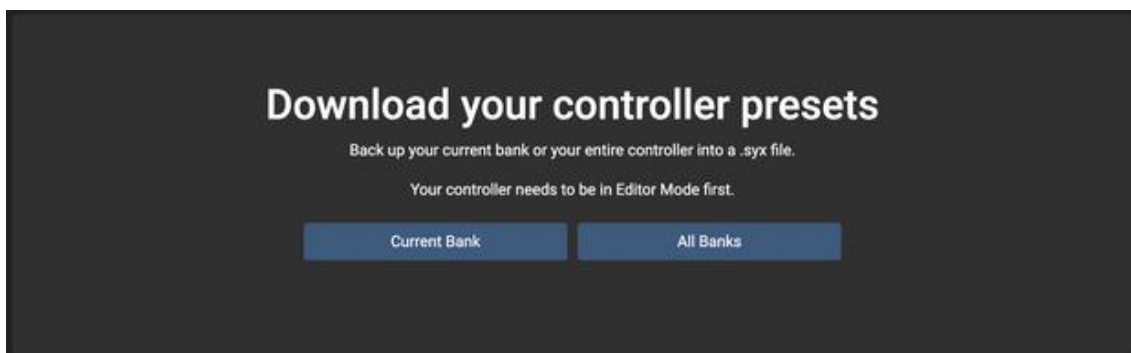 Download your controller presets
Back up your current bank or your entire controller into a .syx file.
Your controller needs to be in Editor Mode first.
Current Bank
All Banks